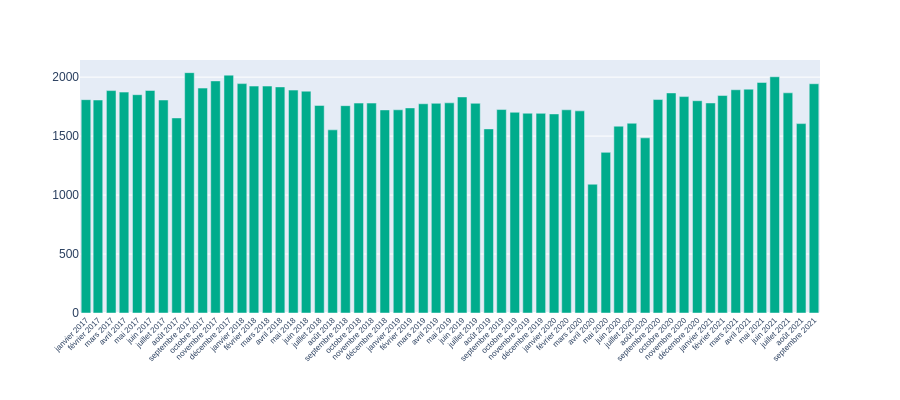 2000
1500
1000
500
0
janvier 2017
février 2017
mars 2017
avril 2017
mai 2017
juin 2017
juillet 2017
août 2017
septembre 2017
octobre 2017
novembre 2017
décembre 2017
janvier 2018
février 2018
mars 2018
avril 2018
mai 2018
juin 2018
juillet 2018
août 2018
septembre 2018
octobre 2018
novembre 2018
décembre 2018
janvier 2019
février 2019
mars 2019
avril 2019
mai 2019
juin 2019
juillet 2019
août 2019
septembre 2019
octobre 2019
novembre 2019
décembre 2019
janvier 2020
février 2020
mars 2020
avril 2020
mai 2020
juin 2020
juillet 2020
août 2020
septembre 2020
octobre 2020
novembre 2020
décembre 2020
janvier 2021
février 2021
mars 2021
avril 2021
mai 2021
juin 2021
juillet 2021
août 2021
septembre 2021